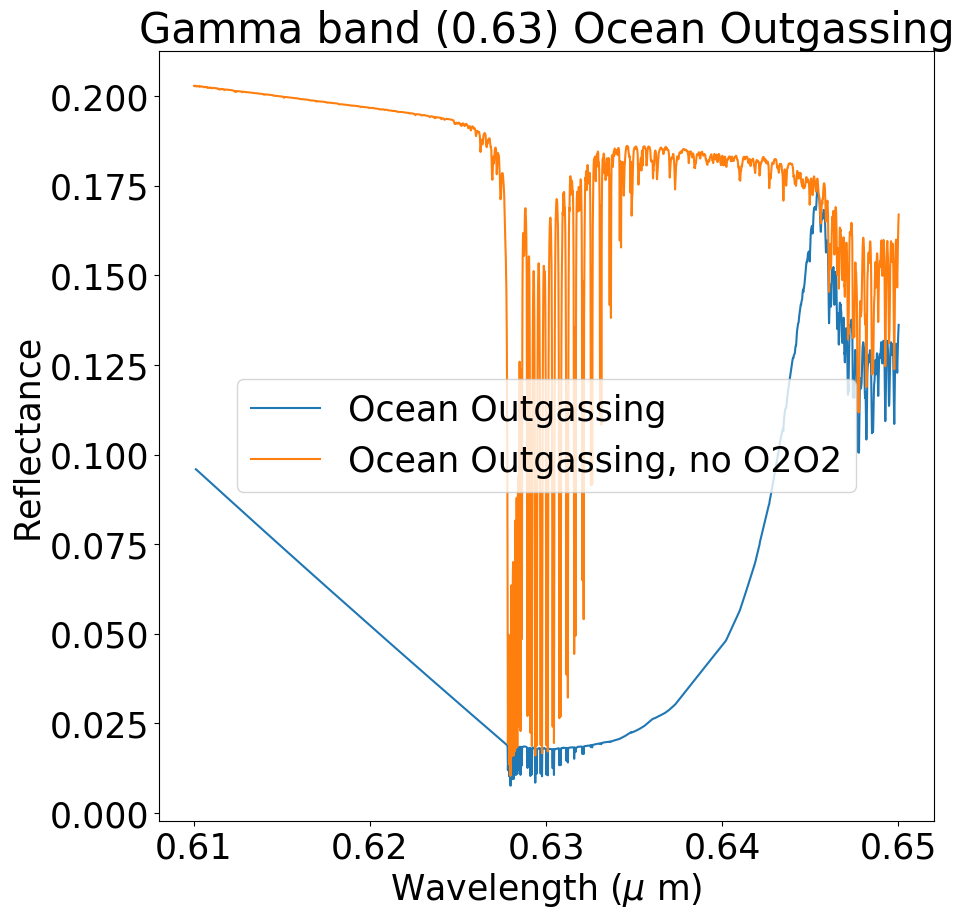 Gamma band (0.63) Ocean Outgassing
0.200
0.175
0.150
0.125
0.100
0.075
0.050
0.025
0.000
Reflectance
Ocean Outgassing
Ocean Outgassing, no O2O2
0.61 0.62 0.63 0.64 0.65
Wavelength (μ m)